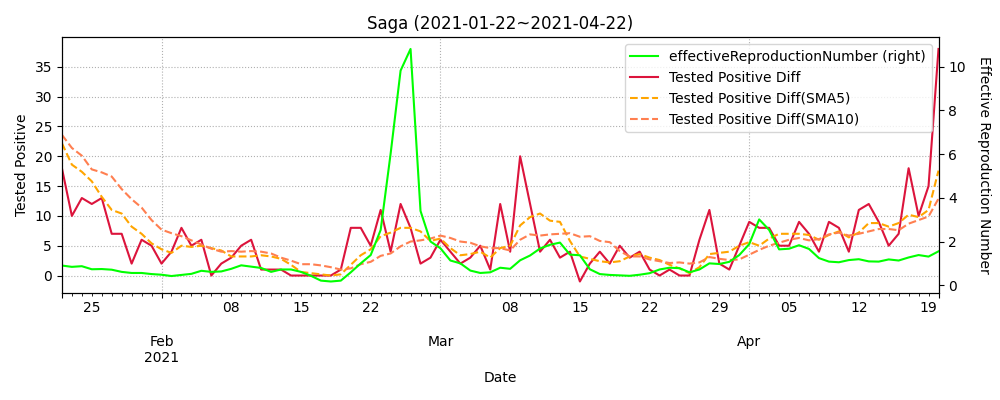 Saga (2021-01-22~2021-04-22)
effectiveReproductionNumber (right)
Tested Positive Diff
Tested Positive Diff(SMA5)
Tested Positive Diff(SMA10)
Tested Positive
35
30
25
20
15
10
5
0
Effective Reproduction Number
10
8
6
4
2
0
25 08 15 22 08 15 22 29 05 12 19
Feb Mar Apr
2021
Date